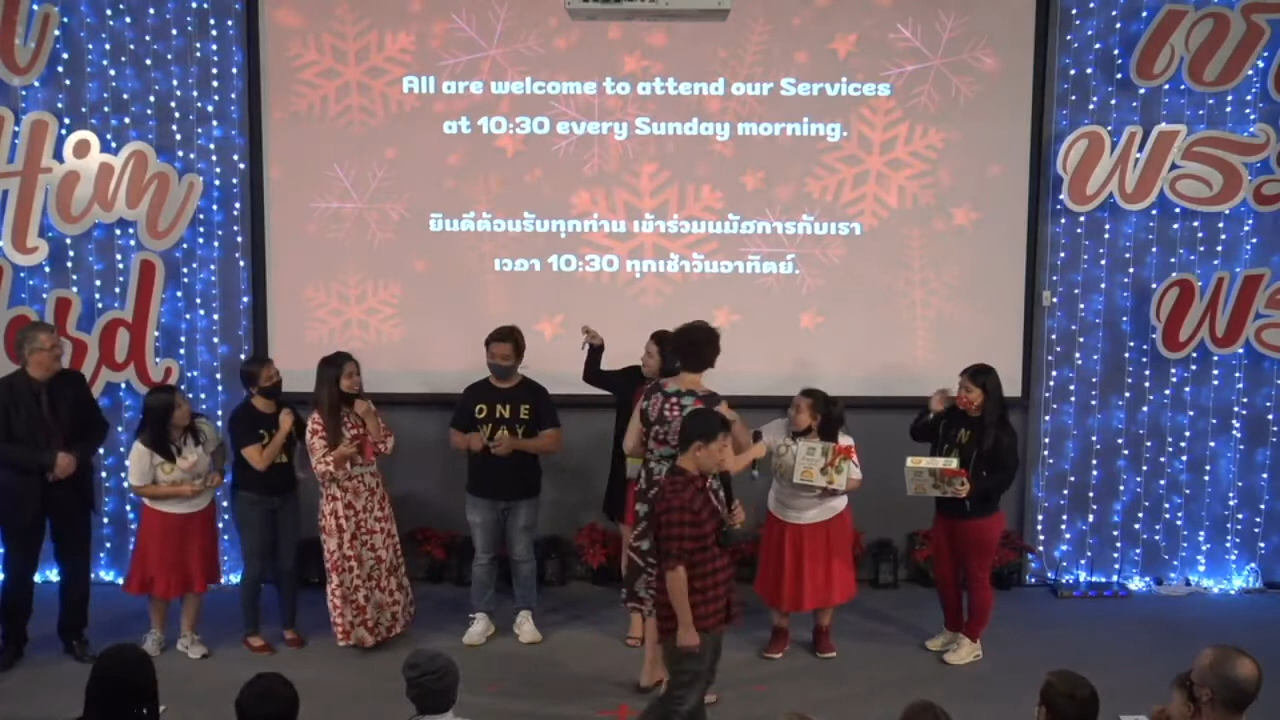 All are welcome to attend our Services
at 10:30 every Sunday morning.
ยินดีต้อนรับทุกท่าน เข้าร่วมนมัสการกับเรา
เวลา 10:30 ทุกเช้าวันอาทิตย์.
Him
ONE
WAY